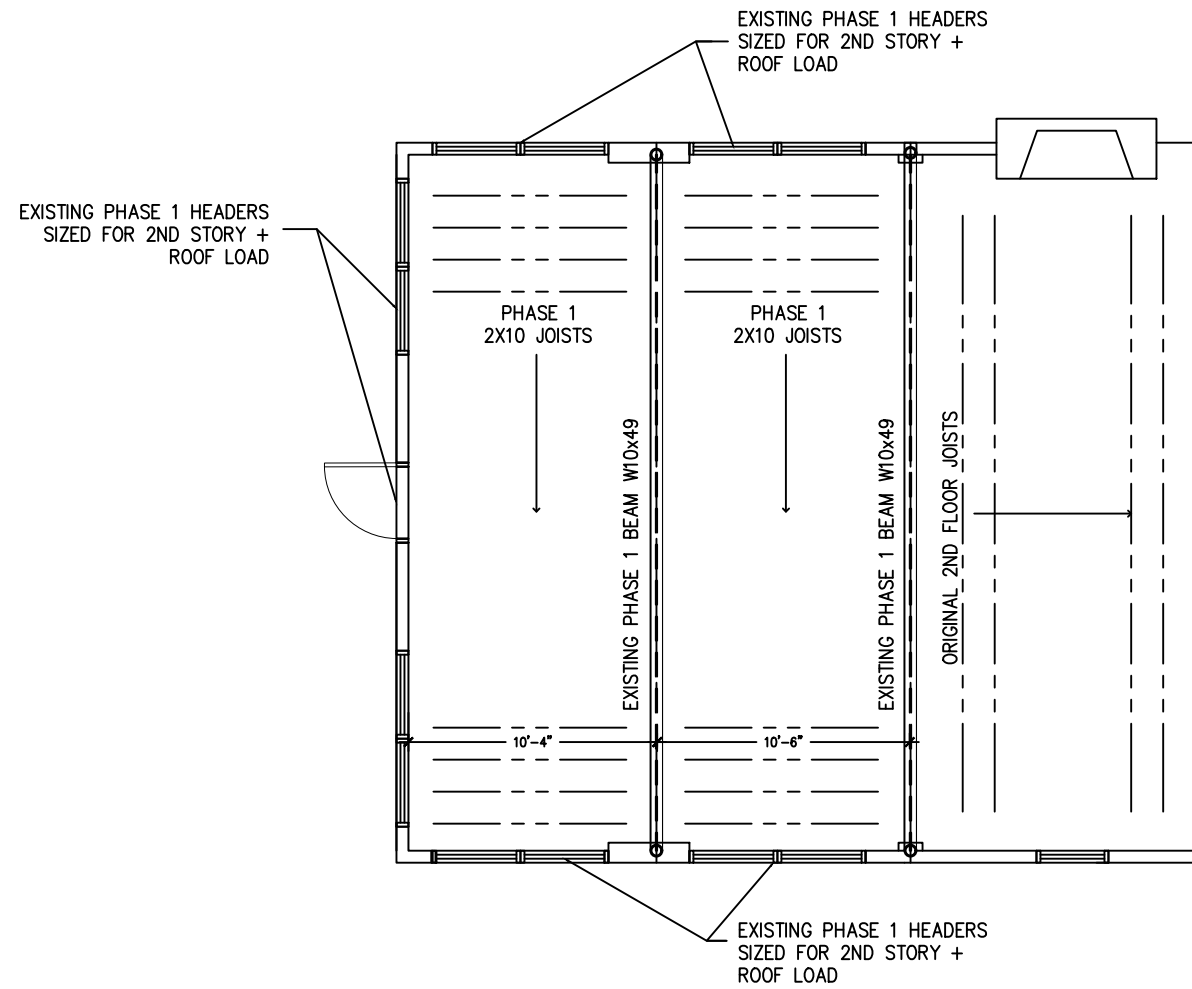 EXISTING PHASE 1 HEADERS
SIZED FOR 2ND STORY +
ROOF LOAD
EXISTING PHASE 1 HEADERS
SIZED FOR 2ND STORY +
ROOF LOAD
PHASE 1
2X10 JOISTS
PHASE 1
2X10 JOISTS
EXISTING PHASE 1 BEAM W10x49
EXISTING PHASE 1 BEAM W10x49
ORIGINAL 2ND FLOOR JOISTS
10'-4"
10'-6"
EXISTING PHASE 1 HEADERS
SIZED FOR 2ND STORY +
ROOF LOAD